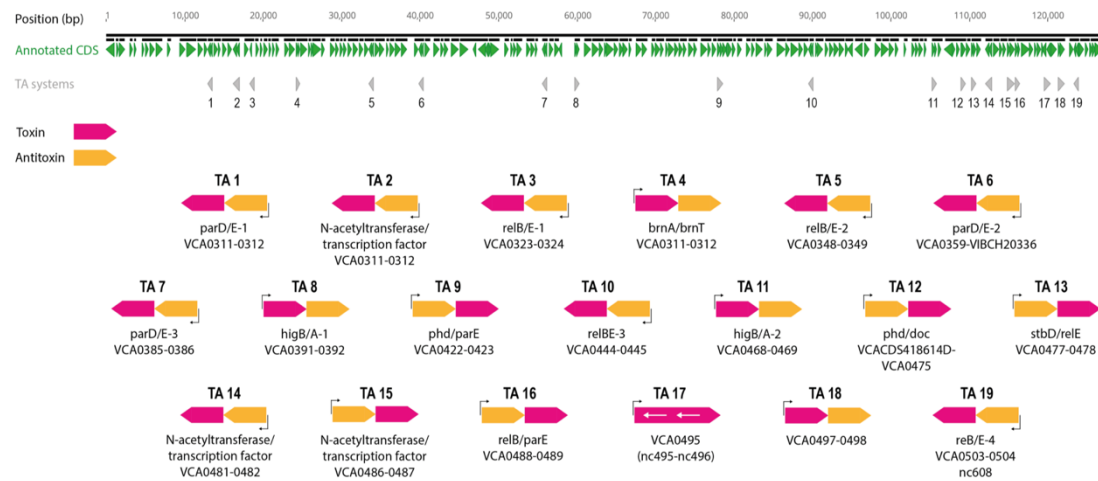 Position (bp) 1 10,000 20,000 30,000 40,000 50,000 60,000 70,000 80,000 90,000 100,000 110,000 120,000
Annotated CDS
TA systems
1 2 3 4 5 6 7 8 9 10 11 12 13 14 15 16 17 18 19
Toxin
Antitoxin
TA 1 TA 2 TA 3 TA 4 TA 5 TA 6
parD/E-1 N-acetyltransferase/ relB/E-1 brnA/brnT relB/E-2 parD/E-2
VCA0311-0312 transcription factor VCA0323-0324 VCA0311-0312 VCA0348-0349 VCA0359-VIBCH20336
VCA0311-0312
TA 7 TA 8 TA 9 TA 10 TA 11 TA 12 TA 13
parD/E-3 higB/A-1 phd/parE relBE-3 higB/A-2 phd/doc stbD/relE
VCA0385-0386 VCA0391-0392 VCA0422-0423 VCA0444-0445 VCA0468-0469 VCACDS418614D- VCA0477-0478
VCA0475
TA 14 TA 15 TA 16 TA 17 TA 18 TA 19
N-acetyltransferase/ N-acetyltransferase/ relB/parE VCA0495 VCA0497-0498 reB/E-4
transcription factor transcription factor VCA0488-0489 (nc495-nc496) VCA0503-0504
VCA0481-0482 VCA0486-0487 nc608